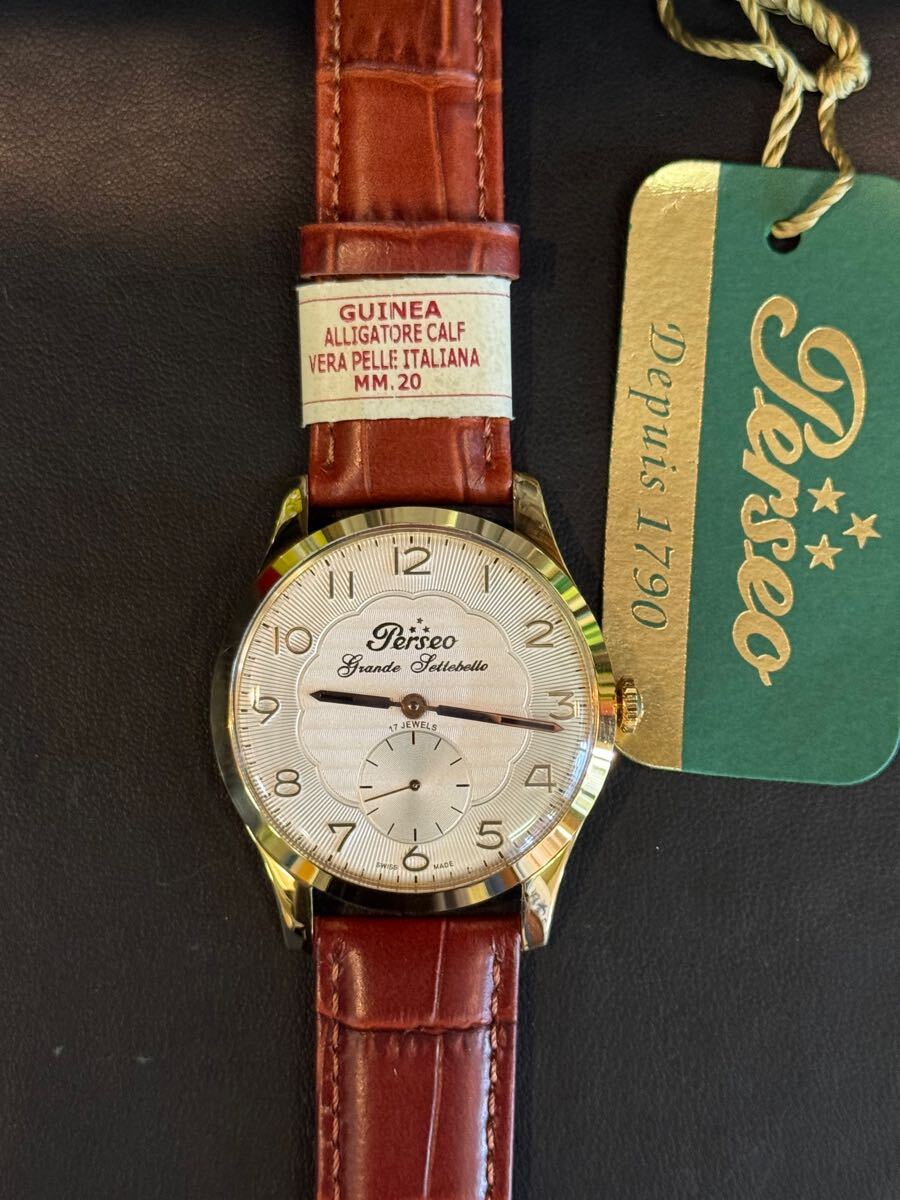 GUINEA
ALLIGATORE CALF
VERA PELLE ITALIANA
MM.20
Perseo
Depuis 1790
12
1
2
3
4
5
6
7
8
9
10
11
Perseo
Grande Settebello
17 JEWELS
SWISS MADE